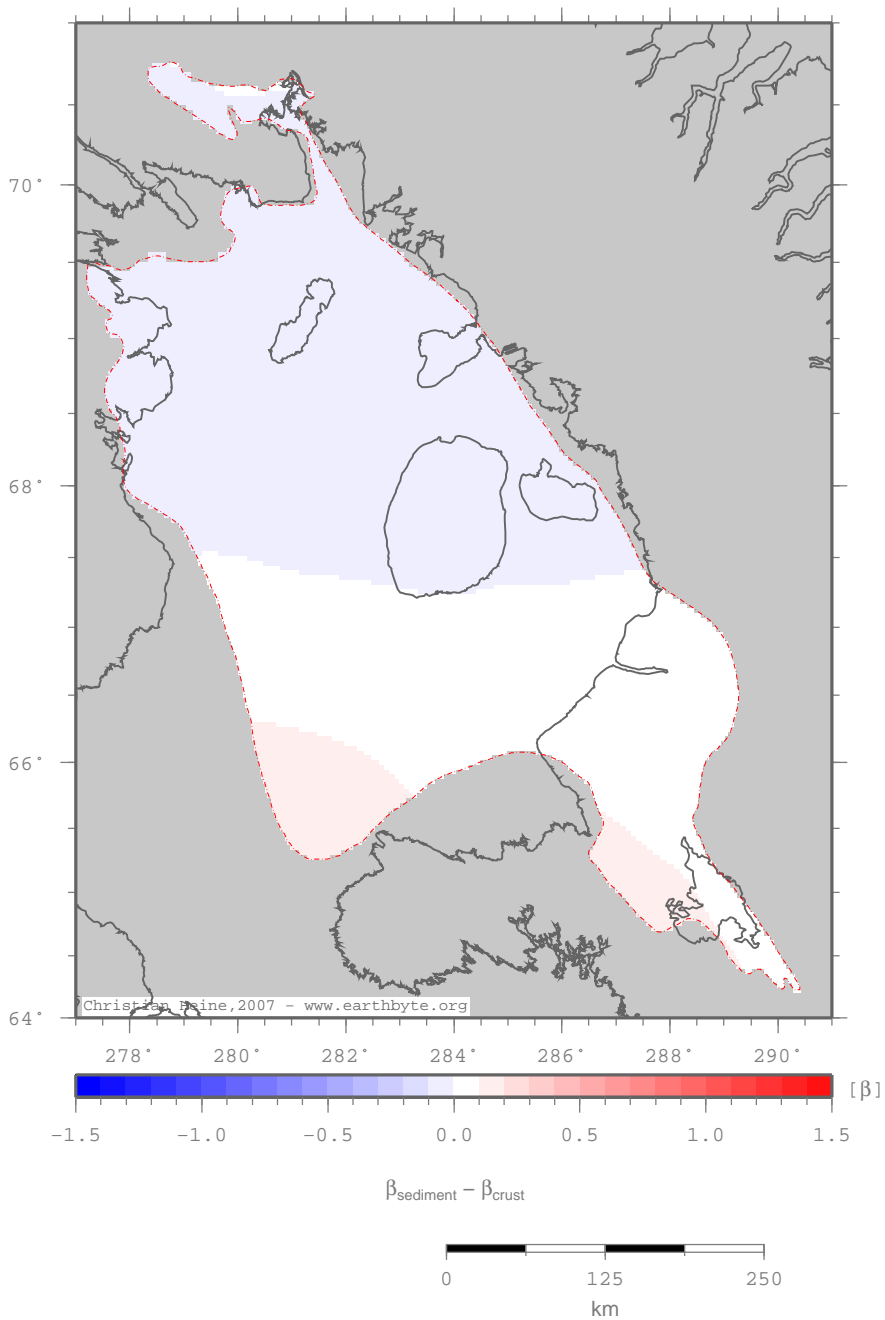 70°
68°
66°
64°
Christian Heine,2007 - www.earthbyte.org
278° 280° 282° 284° 286° 288° 290°
[β]
−1.5 −1.0 −0.5 0.0 0.5 1.0 1.5
βsediment − βcrust
0 125 250
km